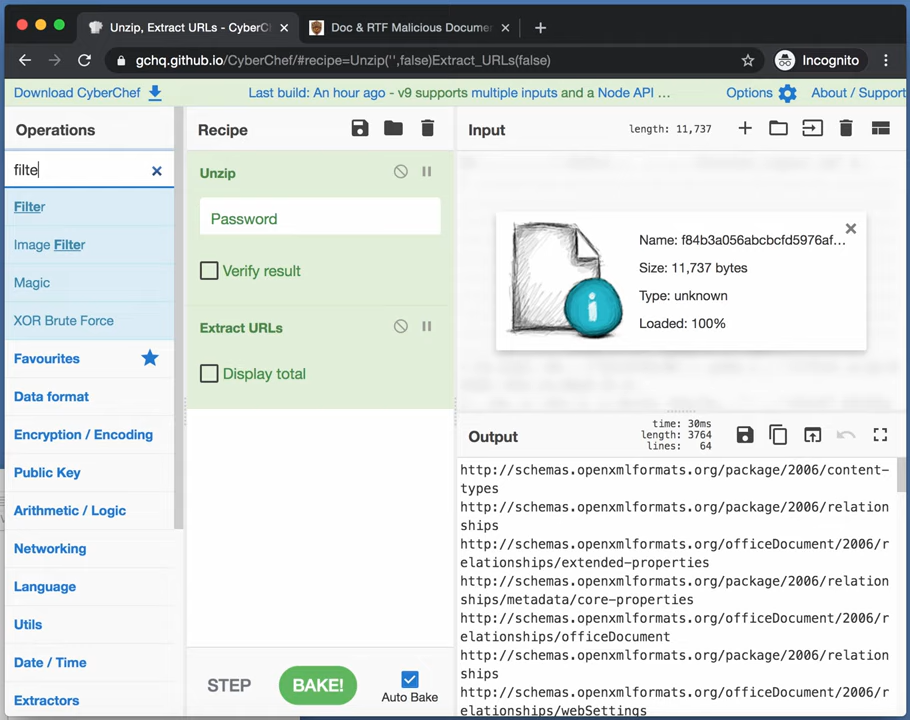 Unzip, Extract URLs - CyberC
Doc & RTF Malicious Documen
gchq.github.io/CyberChef/#recipe=Unzip('',false)Extract_URLs(false)
Incognito
Download CyberChef
Last build: An hour ago - v9 supports multiple inputs and a Node API ...
Options
About / Support
Operations
filte
Filter
Image Filter
Magic
XOR Brute Force
Favourites
Data format
Encryption / Encoding
Public Key
Arithmetic / Logic
Networking
Language
Utils
Date / Time
Extractors
Recipe
Unzip
Password
Verify result
Extract URLs
Display total
STEP
BAKE!
Auto Bake
Input
length: 11,737
Name: f84b3a056abcbcfd5976af...
Size: 11,737 bytes
Type: unknown
Loaded: 100%
Output
time: 30ms
length: 3764
lines: 64
http://schemas.openxmlformats.org/package/2006/content-
types
http://schemas.openxmlformats.org/package/2006/relation
ships
http://schemas.openxmlformats.org/officeDocument/2006/r
elationships/extended-properties
http://schemas.openxmlformats.org/package/2006/relation
ships/metadata/core-properties
http://schemas.openxmlformats.org/officeDocument/2006/r
elationships/officeDocument
http://schemas.openxmlformats.org/package/2006/relation
ships
http://schemas.openxmlformats.org/officeDocument/2006/r
elationships/webSettings